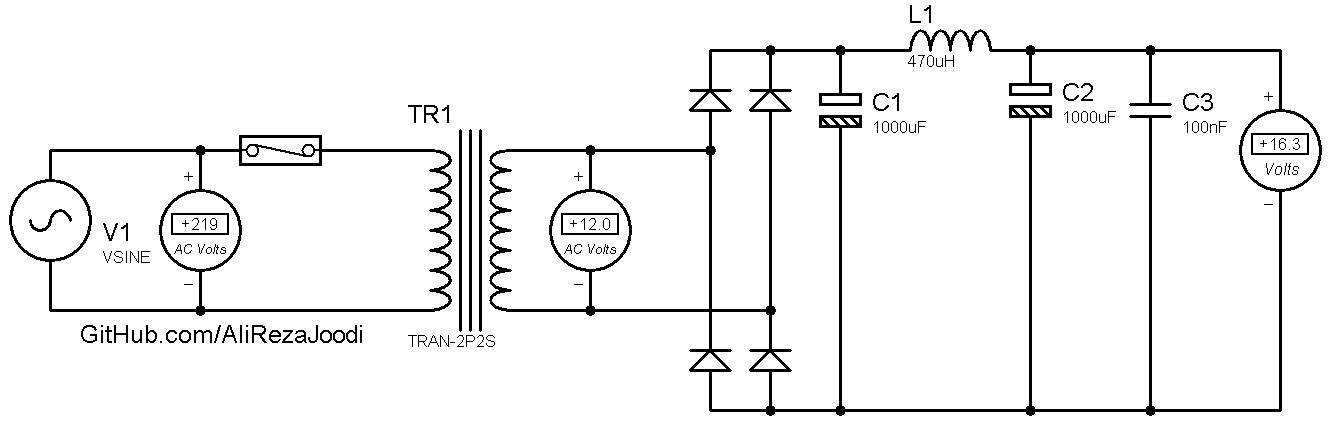 L1
470uH
TR1
C1
1000uF
C2
1000uF
C3
100nF
+
+16.3
Volts
−
V1
VSINE
+
+219
AC Volts
−
+
+12.0
AC Volts
−
GitHub.com/AliRezaJoodi
TRAN-2P2S